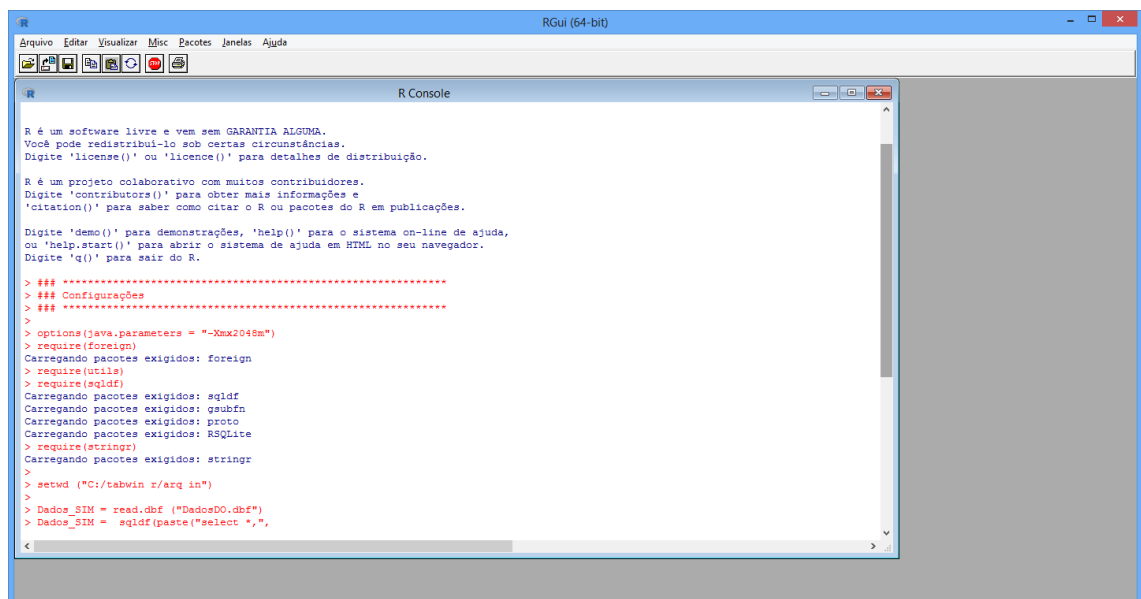 RGui (64-bit)
Arquivo Editar Visualizar Misc Pacotes Janelas Ajuda
STOP
R Console
R é um software livre e vem sem GARANTIA ALGUMA.
Você pode redistribuí-lo sob certas circunstâncias.
Digite 'license()' ou 'licence()' para detalhes de distribuição.
R é um projeto colaborativo com muitos contribuidores.
Digite 'contributors()' para obter mais informações e
'citation()' para saber como citar o R ou pacotes do R em publicações.
Digite 'demo()' para demonstrações, 'help()' para o sistema on-line de ajuda,
ou 'help.start()' para abrir o sistema de ajuda em HTML no seu navegador.
Digite 'q()' para sair do R.
> ### ************************************************************
> ### Configurações
> ### ************************************************************
>
> options(java.parameters = "-Xmx2048m")
> require(foreign)
Carregando pacotes exigidos: foreign
> require(utils)
> require(sqldf)
Carregando pacotes exigidos: sqldf
Carregando pacotes exigidos: gsubfn
Carregando pacotes exigidos: proto
Carregando pacotes exigidos: RSQLite
> require(stringr)
Carregando pacotes exigidos: stringr
>
> setwd ("C:/tabwin r/arq in")
>
> Dados_SIM = read.dbf ("DadosDO.dbf")
> Dados_SIM =  sqldf(paste("select *,",